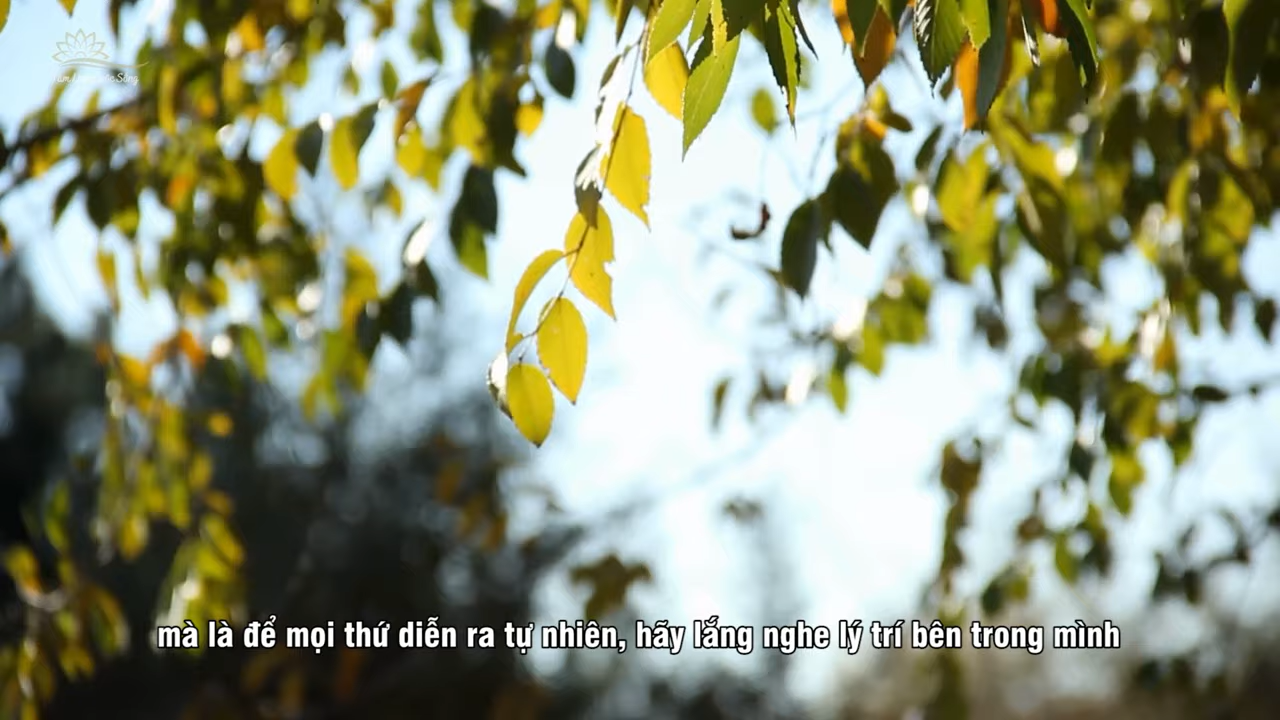 mà là để mọi thứ diễn ra tự nhiên, hãy lắng nghe lý trí bên trong mình